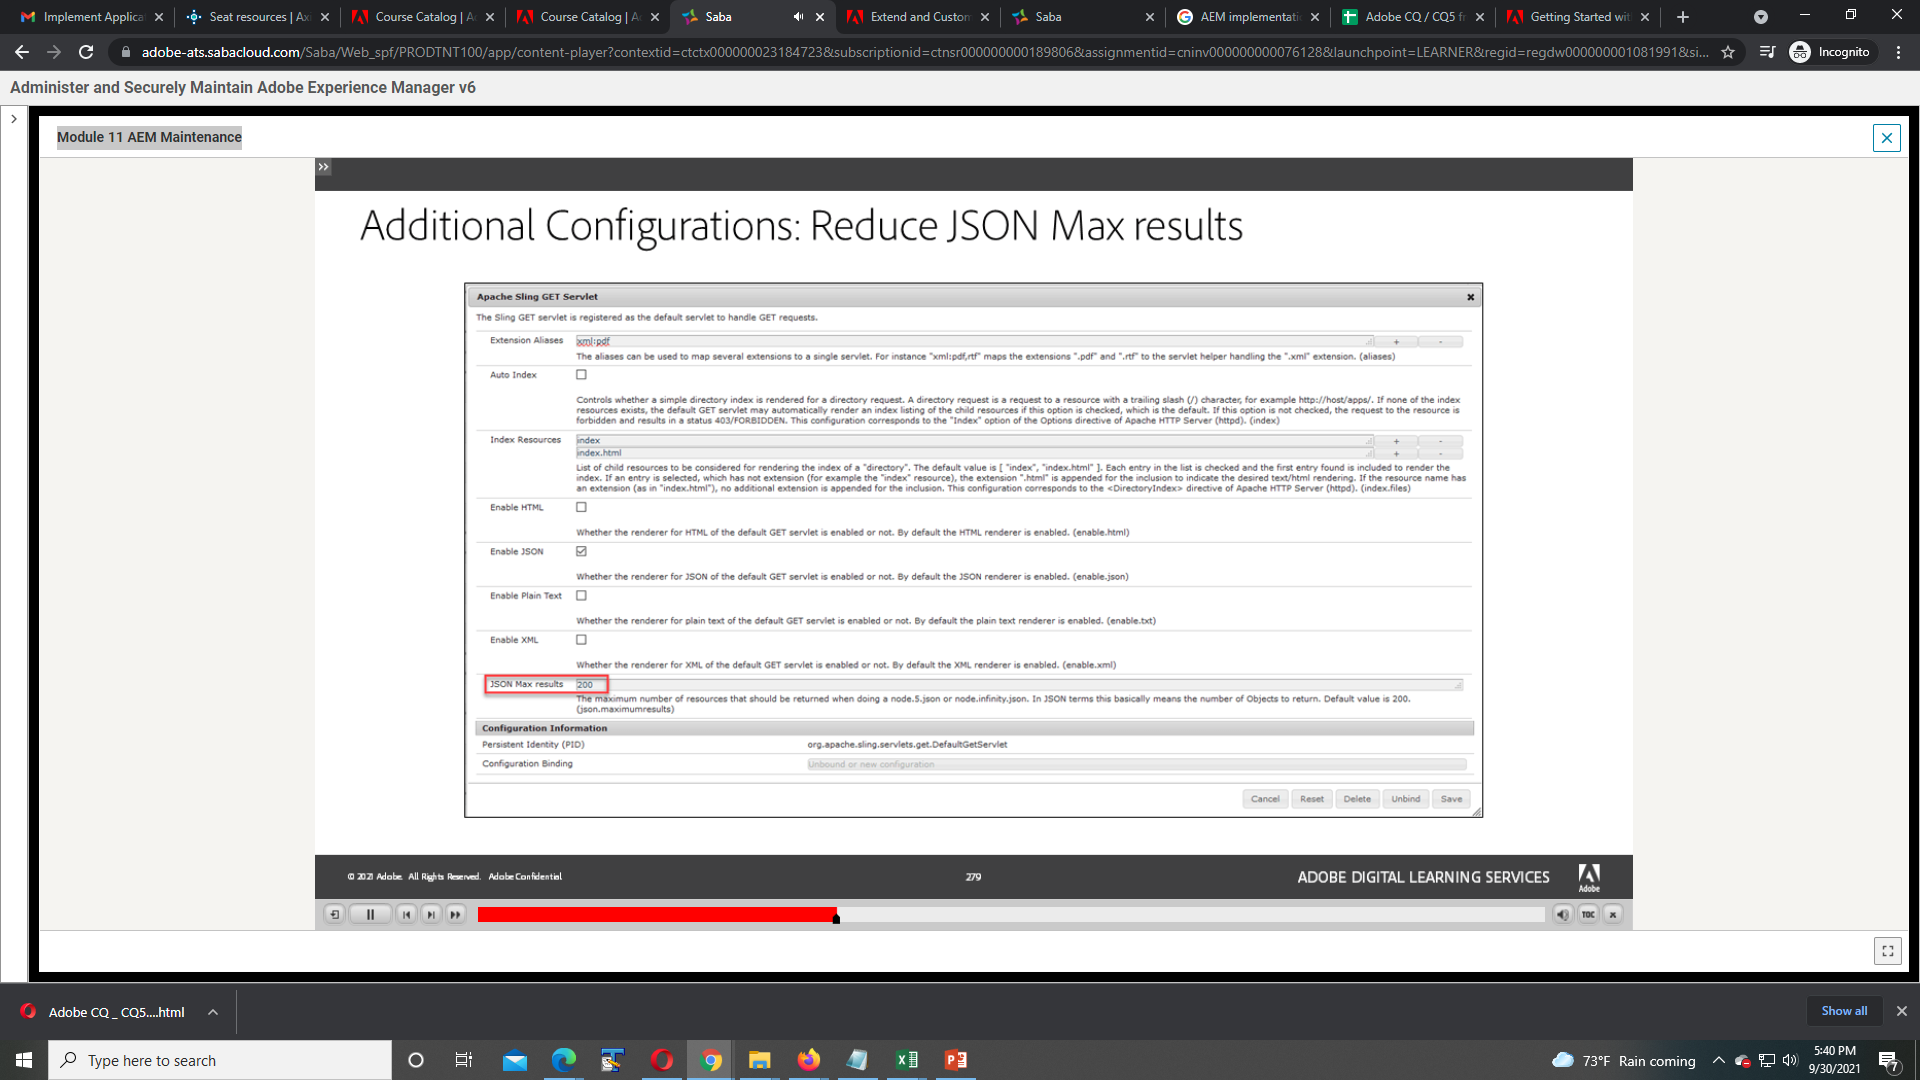 Implement Applica
Seat resources | Ax
Course Catalog | A
Course Catalog | A
Saba
Extend and Custom
Saba
AEM implementati
Adobe CQ / CQ5 f
Getting Started wit
adobe-ats.sabacloud.com/Saba/Web_spf/PRODTNT100/app/content-player?contextid=ctctx000000023184723&subscriptionid=ctnsr000000000189806&assignmentid=cninv000000000076128&launchpoint=LEARNER&regid=regdw000000001081991&si...
Incognito
Administer and Securely Maintain Adobe Experience Manager v6
Module 11 AEM Maintenance
Additional Configurations: Reduce JSON Max results
Apache Sling GET Servlet
The Sling GET servlet is registered as the default servlet to handle GET requests.
Extension Aliases xml:pdf + -
The aliases can be used to map several extensions to a single servlet. For instance "xml:pdf,rtf" maps the extensions ".pdf" and ".rtf" to the servlet helper handling the ".xml" extension. (aliases)
Auto Index
Controls whether a simple directory index is rendered for a directory request. A directory request is a request to a resource with a trailing slash (/) character, for example http://host/apps/. If none of the index
resources exists, the default GET servlet may automatically render an index listing of the child resources if this option is checked, which is the default. If this option is not checked, the request to the resource is
forbidden and results in a status 403/FORBIDDEN. This configuration corresponds to the "Index" option of the Options directive of Apache HTTP Server (httpd). (index)
Index Resources index + -
index.html + -
List of child resources to be considered for rendering the index of a "directory". The default value is [ "index", "index.html" ]. Each entry in the list is checked and the first entry found is included to render the
index. If an entry is selected, which has not extension (for example the "index" resource), the extension ".html" is appended for the inclusion to indicate the desired text/html rendering. If the resource name has
an extension (as in "index.html"), no additional extension is appended for the inclusion. This configuration corresponds to the <DirectoryIndex> directive of Apache HTTP Server (httpd). (index.files)
Enable HTML
Whether the renderer for HTML of the default GET servlet is enabled or not. By default the HTML renderer is enabled. (enable.html)
Enable JSON
Whether the renderer for JSON of the default GET servlet is enabled or not. By default the JSON renderer is enabled. (enable.json)
Enable Plain Text
Whether the renderer for plain text of the default GET servlet is enabled or not. By default the plain text renderer is enabled. (enable.txt)
Enable XML
Whether the renderer for XML of the default GET servlet is enabled or not. By default the XML renderer is enabled. (enable.xml)
JSON Max results 200
The maximum number of resources that should be returned when doing a node.5.json or node.infinity.json. In JSON terms this basically means the number of Objects to return. Default value is 200.
(json.maximumresults)
Configuration Information
Persistent Identity (PID) org.apache.sling.servlets.get.DefaultGetServlet
Configuration Binding Unbound or new configuration
Cancel Reset Delete Unbind Save
© 2021 Adobe. All Rights Reserved. Adobe Confidential
279
ADOBE DIGITAL LEARNING SERVICES
Adobe
TOC
Adobe CQ _ CQ5....html
Show all
Type here to search
73°F Rain coming
5:40 PM
9/30/2021
7